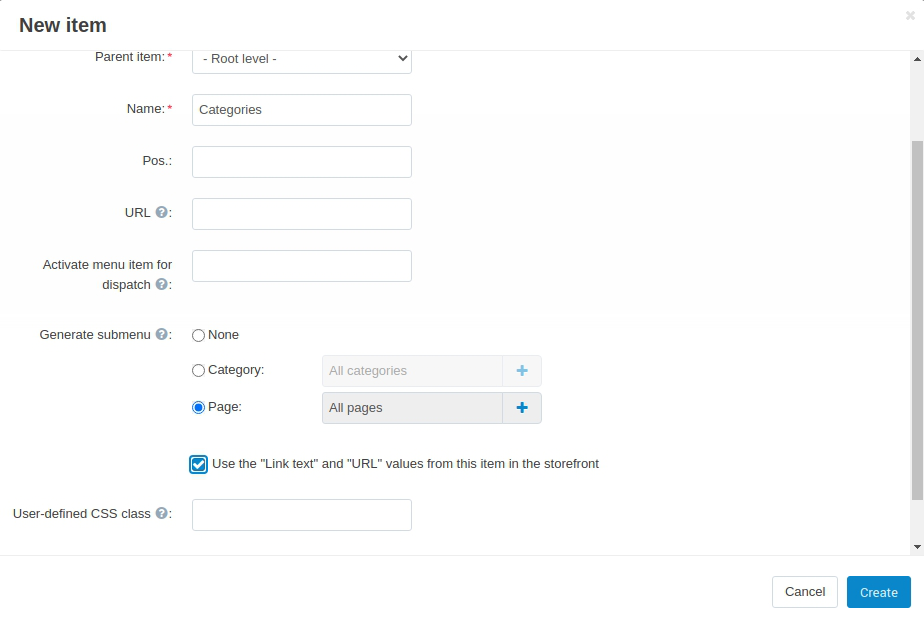 New item
×
Parent item:* - Root level -
Name:* Categories
Pos.:
URL ?:
Activate menu item for
dispatch ?:
Generate submenu ?: None
Category: All categories +
Page: All pages +
Use the "Link text" and "URL" values from this item in the storefront
User-defined CSS class ?:
Cancel Create